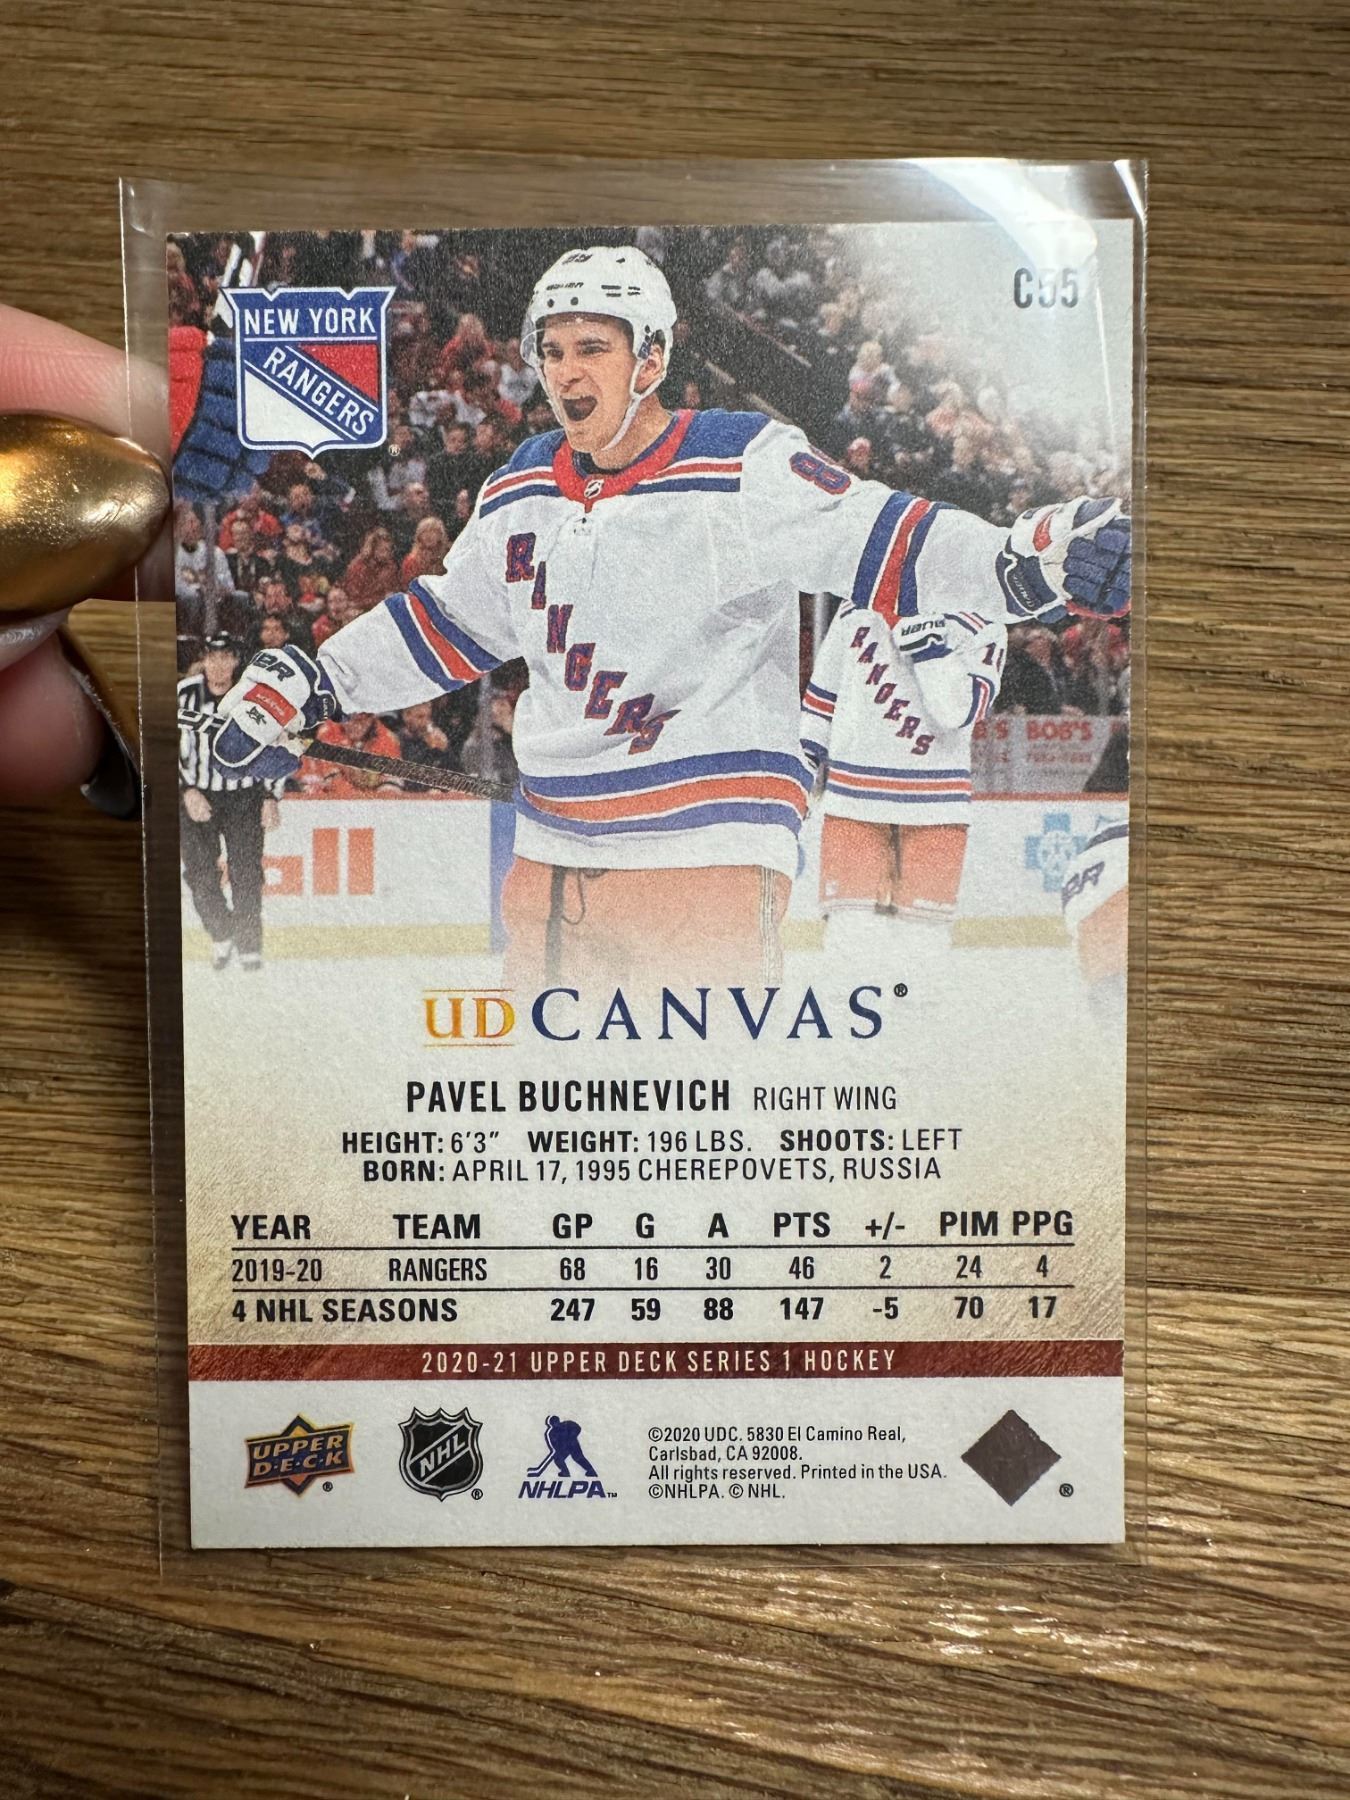 C55
NEW YORK
RANGERS
®
BAUER
RANGERS
RANGERS
BAUER
BOB'S
all
UD CANVAS®
PAVEL BUCHNEVICH RIGHT WING
HEIGHT: 6'3" WEIGHT: 196 LBS. SHOOTS: LEFT
BORN: APRIL 17, 1995 CHEREPOVETS, RUSSIA
YEAR TEAM GP G A PTS +/- PIM PPG
2019-20 RANGERS 68 16 30 46 2 24 4
4 NHL SEASONS 247 59 88 147 -5 70 17
2020-21 UPPER DECK SERIES 1 HOCKEY
UPPER DECK® NHL® NHLPA™
©2020 UDC. 5830 El Camino Real,
Carlsbad, CA 92008.
All rights reserved. Printed in the USA.
©NHLPA. © NHL.
®